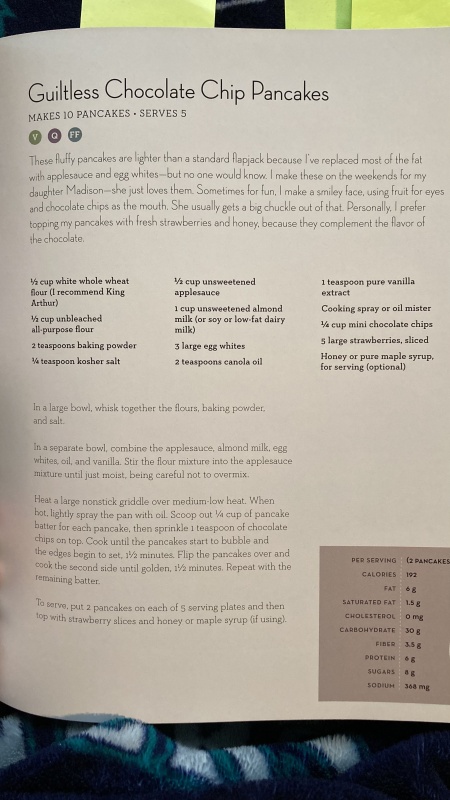 Guiltless Chocolate Chip Pancakes
MAKES 10 PANCAKES • SERVES 5
V Q FF
These fluffy pancakes are lighter than a standard flapjack because I've replaced most of the fat
with applesauce and egg whites—but no one would know. I make these on the weekends for my
daughter Madison—she just loves them. Sometimes for fun, I make a smiley face, using fruit for eyes
and chocolate chips as the mouth. She usually gets a big chuckle out of that. Personally, I prefer
topping my pancakes with fresh strawberries and honey, because they complement the flavor of
the chocolate.
½ cup white whole wheat
flour (I recommend King
Arthur)
½ cup unbleached
all-purpose flour
2 teaspoons baking powder
¼ teaspoon kosher salt
½ cup unsweetened
applesauce
1 cup unsweetened almond
milk (or soy or low-fat dairy
milk)
3 large egg whites
2 teaspoons canola oil
1 teaspoon pure vanilla
extract
Cooking spray or oil mister
¼ cup mini chocolate chips
5 large strawberries, sliced
Honey or pure maple syrup,
for serving (optional)
In a large bowl, whisk together the flours, baking powder,
and salt.
In a separate bowl, combine the applesauce, almond milk, egg
whites, oil, and vanilla. Stir the flour mixture into the applesauce
mixture until just moist, being careful not to overmix.
Heat a large nonstick griddle over medium-low heat. When
hot, lightly spray the pan with oil. Scoop out ¼ cup of pancake
batter for each pancake, then sprinkle 1 teaspoon of chocolate
chips on top. Cook until the pancakes start to bubble and
the edges begin to set, 1½ minutes. Flip the pancakes over and
cook the second side until golden, 1½ minutes. Repeat with the
remaining batter.
To serve, put 2 pancakes on each of 5 serving plates and then
top with strawberry slices and honey or maple syrup (if using).
PER SERVING (2 PANCAKES
CALORIES 192
FAT 6 g
SATURATED FAT 1.5 g
CHOLESTEROL 0 mg
CARBOHYDRATE 30 g
FIBER 3.5 g
PROTEIN 6 g
SUGARS 8 g
SODIUM 368 mg